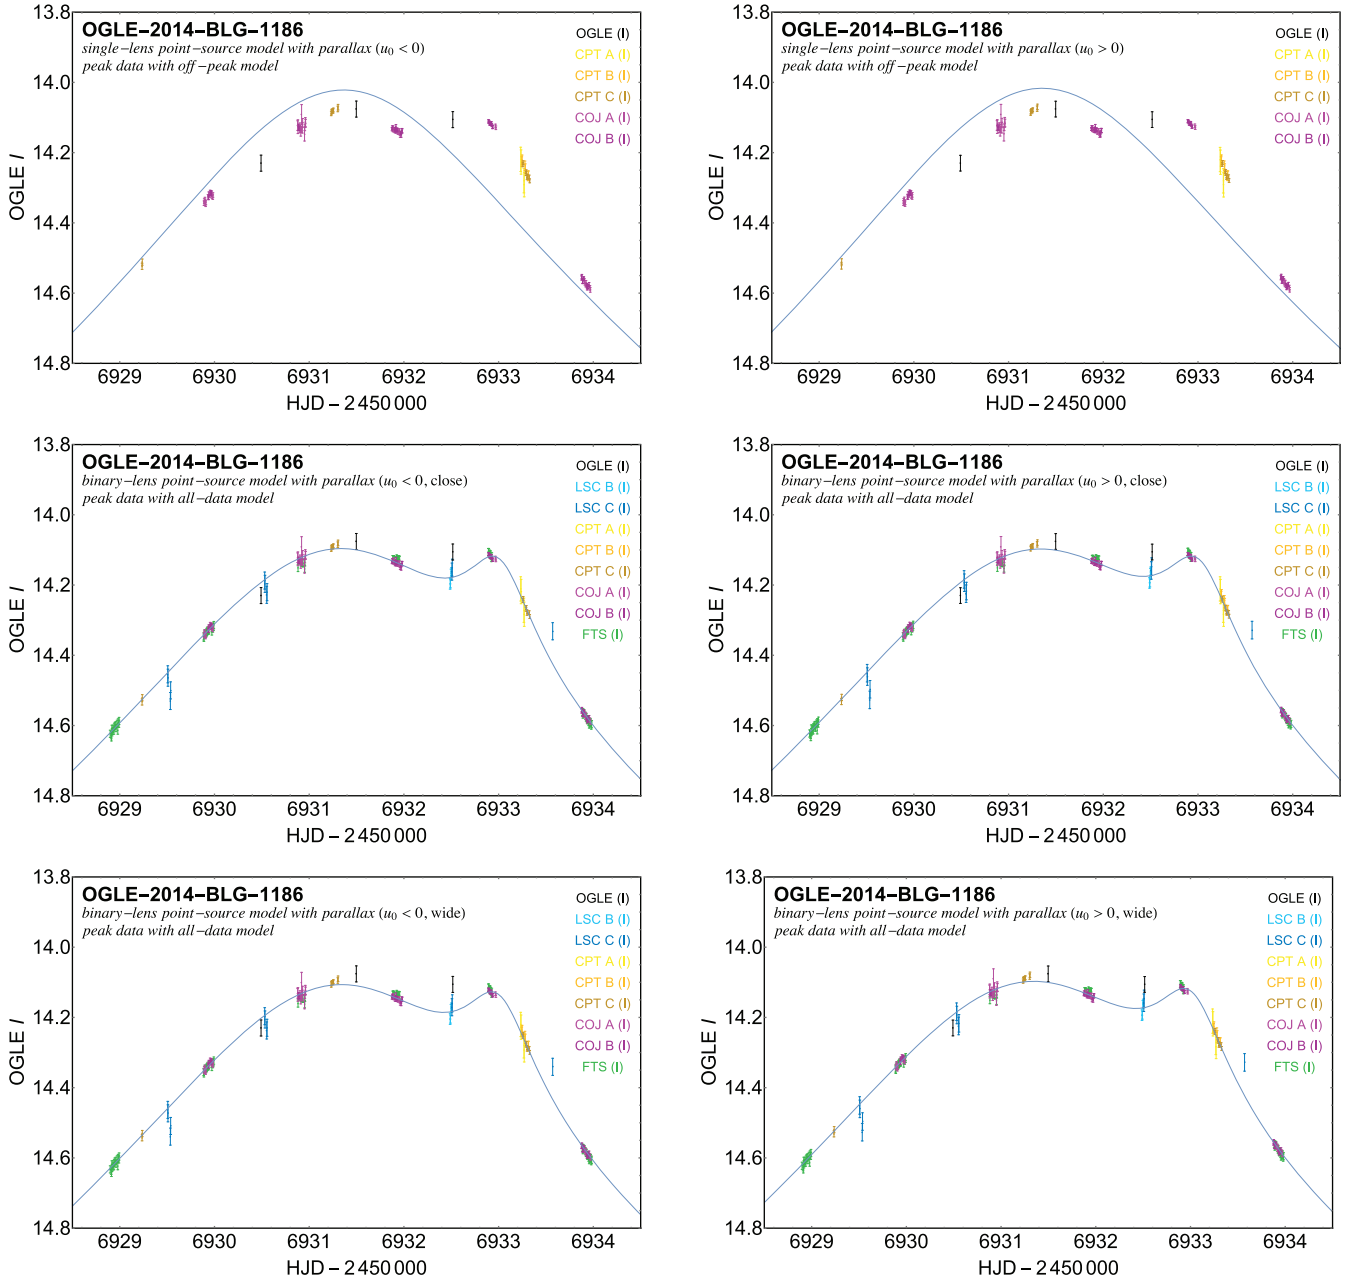 OGLE−2014−BLG−1186
single−lens point−source model with parallax (u0 < 0)
peak data with off−peak model
OGLE (I)
CPT A (I)
CPT B (I)
CPT C (I)
COJ A (I)
COJ B (I)
OGLE I
13.8
14.0
14.2
14.4
14.6
14.8
6929 6930 6931 6932 6933 6934
HJD − 2 450 000
OGLE−2014−BLG−1186
single−lens point−source model with parallax (u0 > 0)
peak data with off−peak model
OGLE (I)
CPT A (I)
CPT B (I)
CPT C (I)
COJ A (I)
COJ B (I)
OGLE I
13.8
14.0
14.2
14.4
14.6
14.8
6929 6930 6931 6932 6933 6934
HJD − 2 450 000
OGLE−2014−BLG−1186
binary−lens point−source model with parallax (u0 < 0, close)
peak data with all−data model
OGLE (I)
LSC B (I)
LSC C (I)
CPT A (I)
CPT B (I)
CPT C (I)
COJ A (I)
COJ B (I)
FTS (I)
OGLE I
13.8
14.0
14.2
14.4
14.6
14.8
6929 6930 6931 6932 6933 6934
HJD − 2 450 000
OGLE−2014−BLG−1186
binary−lens point−source model with parallax (u0 > 0, close)
peak data with all−data model
OGLE (I)
LSC B (I)
LSC C (I)
CPT A (I)
CPT B (I)
CPT C (I)
COJ A (I)
COJ B (I)
FTS (I)
OGLE I
13.8
14.0
14.2
14.4
14.6
14.8
6929 6930 6931 6932 6933 6934
HJD − 2 450 000
OGLE−2014−BLG−1186
binary−lens point−source model with parallax (u0 < 0, wide)
peak data with all−data model
OGLE (I)
LSC B (I)
LSC C (I)
CPT A (I)
CPT B (I)
CPT C (I)
COJ A (I)
COJ B (I)
FTS (I)
OGLE I
13.8
14.0
14.2
14.4
14.6
14.8
6929 6930 6931 6932 6933 6934
HJD − 2 450 000
OGLE−2014−BLG−1186
binary−lens point−source model with parallax (u0 > 0, wide)
peak data with all−data model
OGLE (I)
LSC B (I)
LSC C (I)
CPT A (I)
CPT B (I)
CPT C (I)
COJ A (I)
COJ B (I)
FTS (I)
OGLE I
13.8
14.0
14.2
14.4
14.6
14.8
6929 6930 6931 6932 6933 6934
HJD − 2 450 000